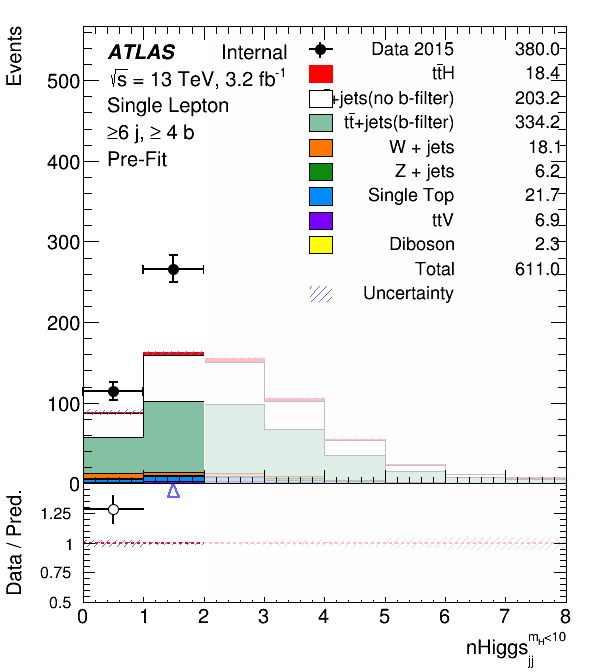 Events
ATLAS Internal
√s = 13 TeV, 3.2 fb⁻¹
Single Lepton
≥6 j, ≥ 4 b
Pre-Fit
Data 2015 380.0
tt̄H 18.4
+jets(no b-filter) 203.2
tt̄+jets(b-filter) 334.2
W + jets 18.1
Z + jets 6.2
Single Top 21.7
ttV 6.9
Diboson 2.3
Total 611.0
Uncertainty
500
400
300
200
100
0
Data / Pred.
1.25
1
0.75
0.5
0 1 2 3 4 5 6 7 8
nHiggs_jj^{m_H<10}